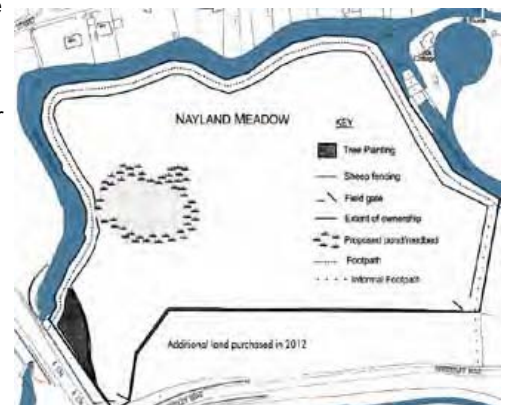 NAYLAND MEADOW
KEY
Tree Planting
Sheep fencing
Field gate
Extent of ownership
Proposed pond/reedbed
Footpath
Informal Footpath
Additional land purchased in 2012